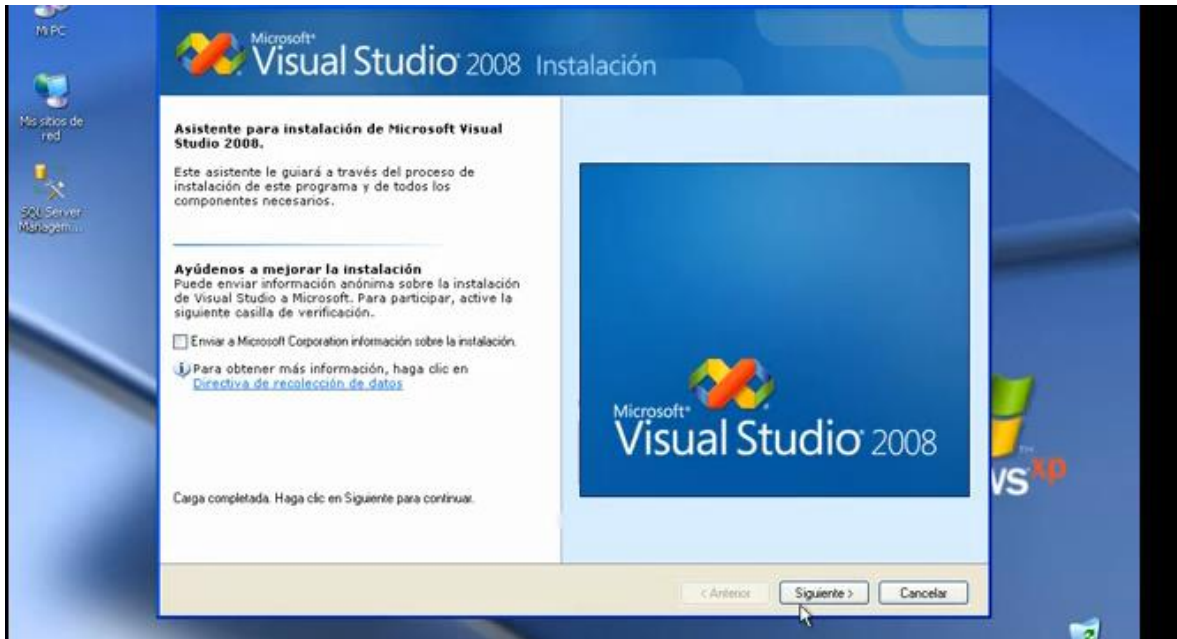 Mi PC
Mis sitios de
red
SQL Server
Managem...
Microsoft®
Visual Studio® 2008 Instalación
Asistente para instalación de Microsoft Visual
Studio 2008.
Este asistente le guiará a través del proceso de
instalación de este programa y de todos los
componentes necesarios.
Ayúdenos a mejorar la instalación
Puede enviar información anónima sobre la instalación
de Visual Studio a Microsoft. Para participar, active la
siguiente casilla de verificación.
Enviar a Microsoft Corporation información sobre la instalación.
Para obtener más información, haga clic en
Directiva de recolección de datos
Carga completada. Haga clic en Siguiente para continuar.
Microsoft®
Visual Studio® 2008
ws xp
TM
< Anterior
Siguiente >
Cancelar